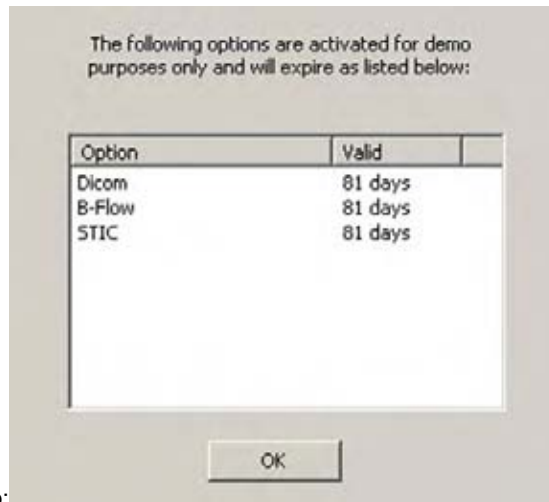 The following options are activated for demo
purposes only and will expire as listed below:
Option Valid
Dicom 81 days
B-Flow 81 days
STIC 81 days
OK